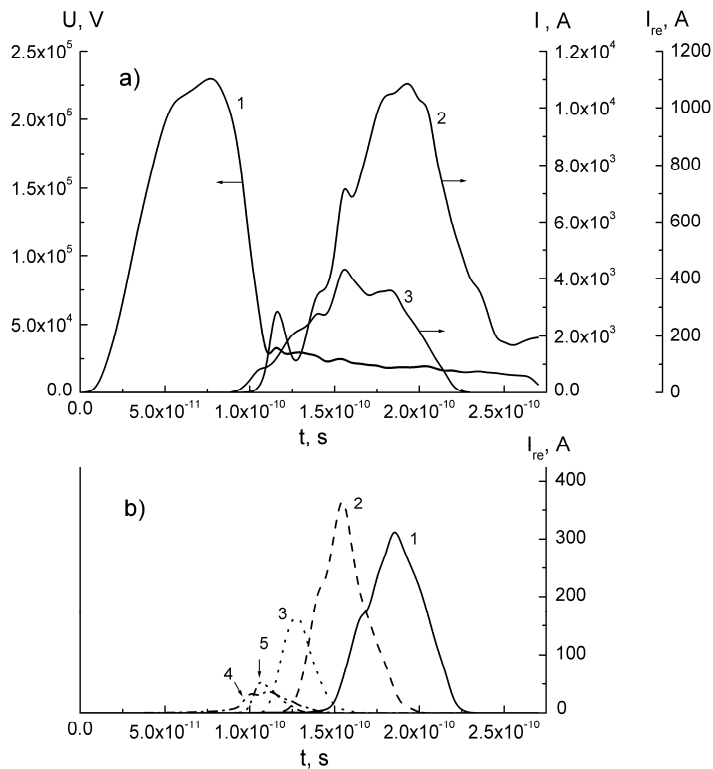 U, V
I , A
I_re, A
2.5x10^5
1.2x10^4
1200
a)
1
2.0x10^5
1.0x10^4
1000
2
8.0x10^3
800
1.5x10^5
6.0x10^3
600
1.0x10^5
4.0x10^3
400
3
5.0x10^4
2.0x10^3
200
0.0
0.0
0
0.0
5.0x10^-11
1.0x10^-10
1.5x10^-10
2.0x10^-10
2.5x10^-10
t, s
I_re, A
400
b)
2
1
300
200
3
5
100
4
0
0.0
5.0x10^-11
1.0x10^-10
1.5x10^-10
2.0x10^-10
2.5x10^-10
t, s